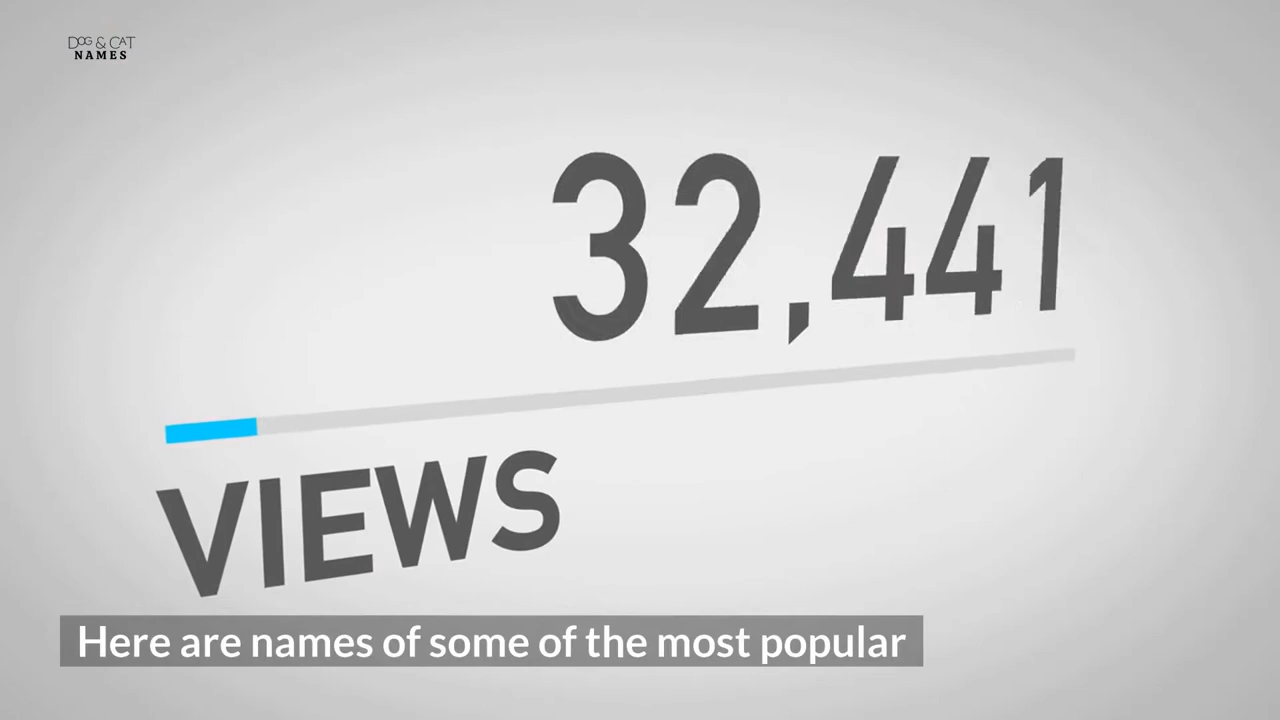 DOG & CAT
NAMES
32,441
VIEWS
Here are names of some of the most popular